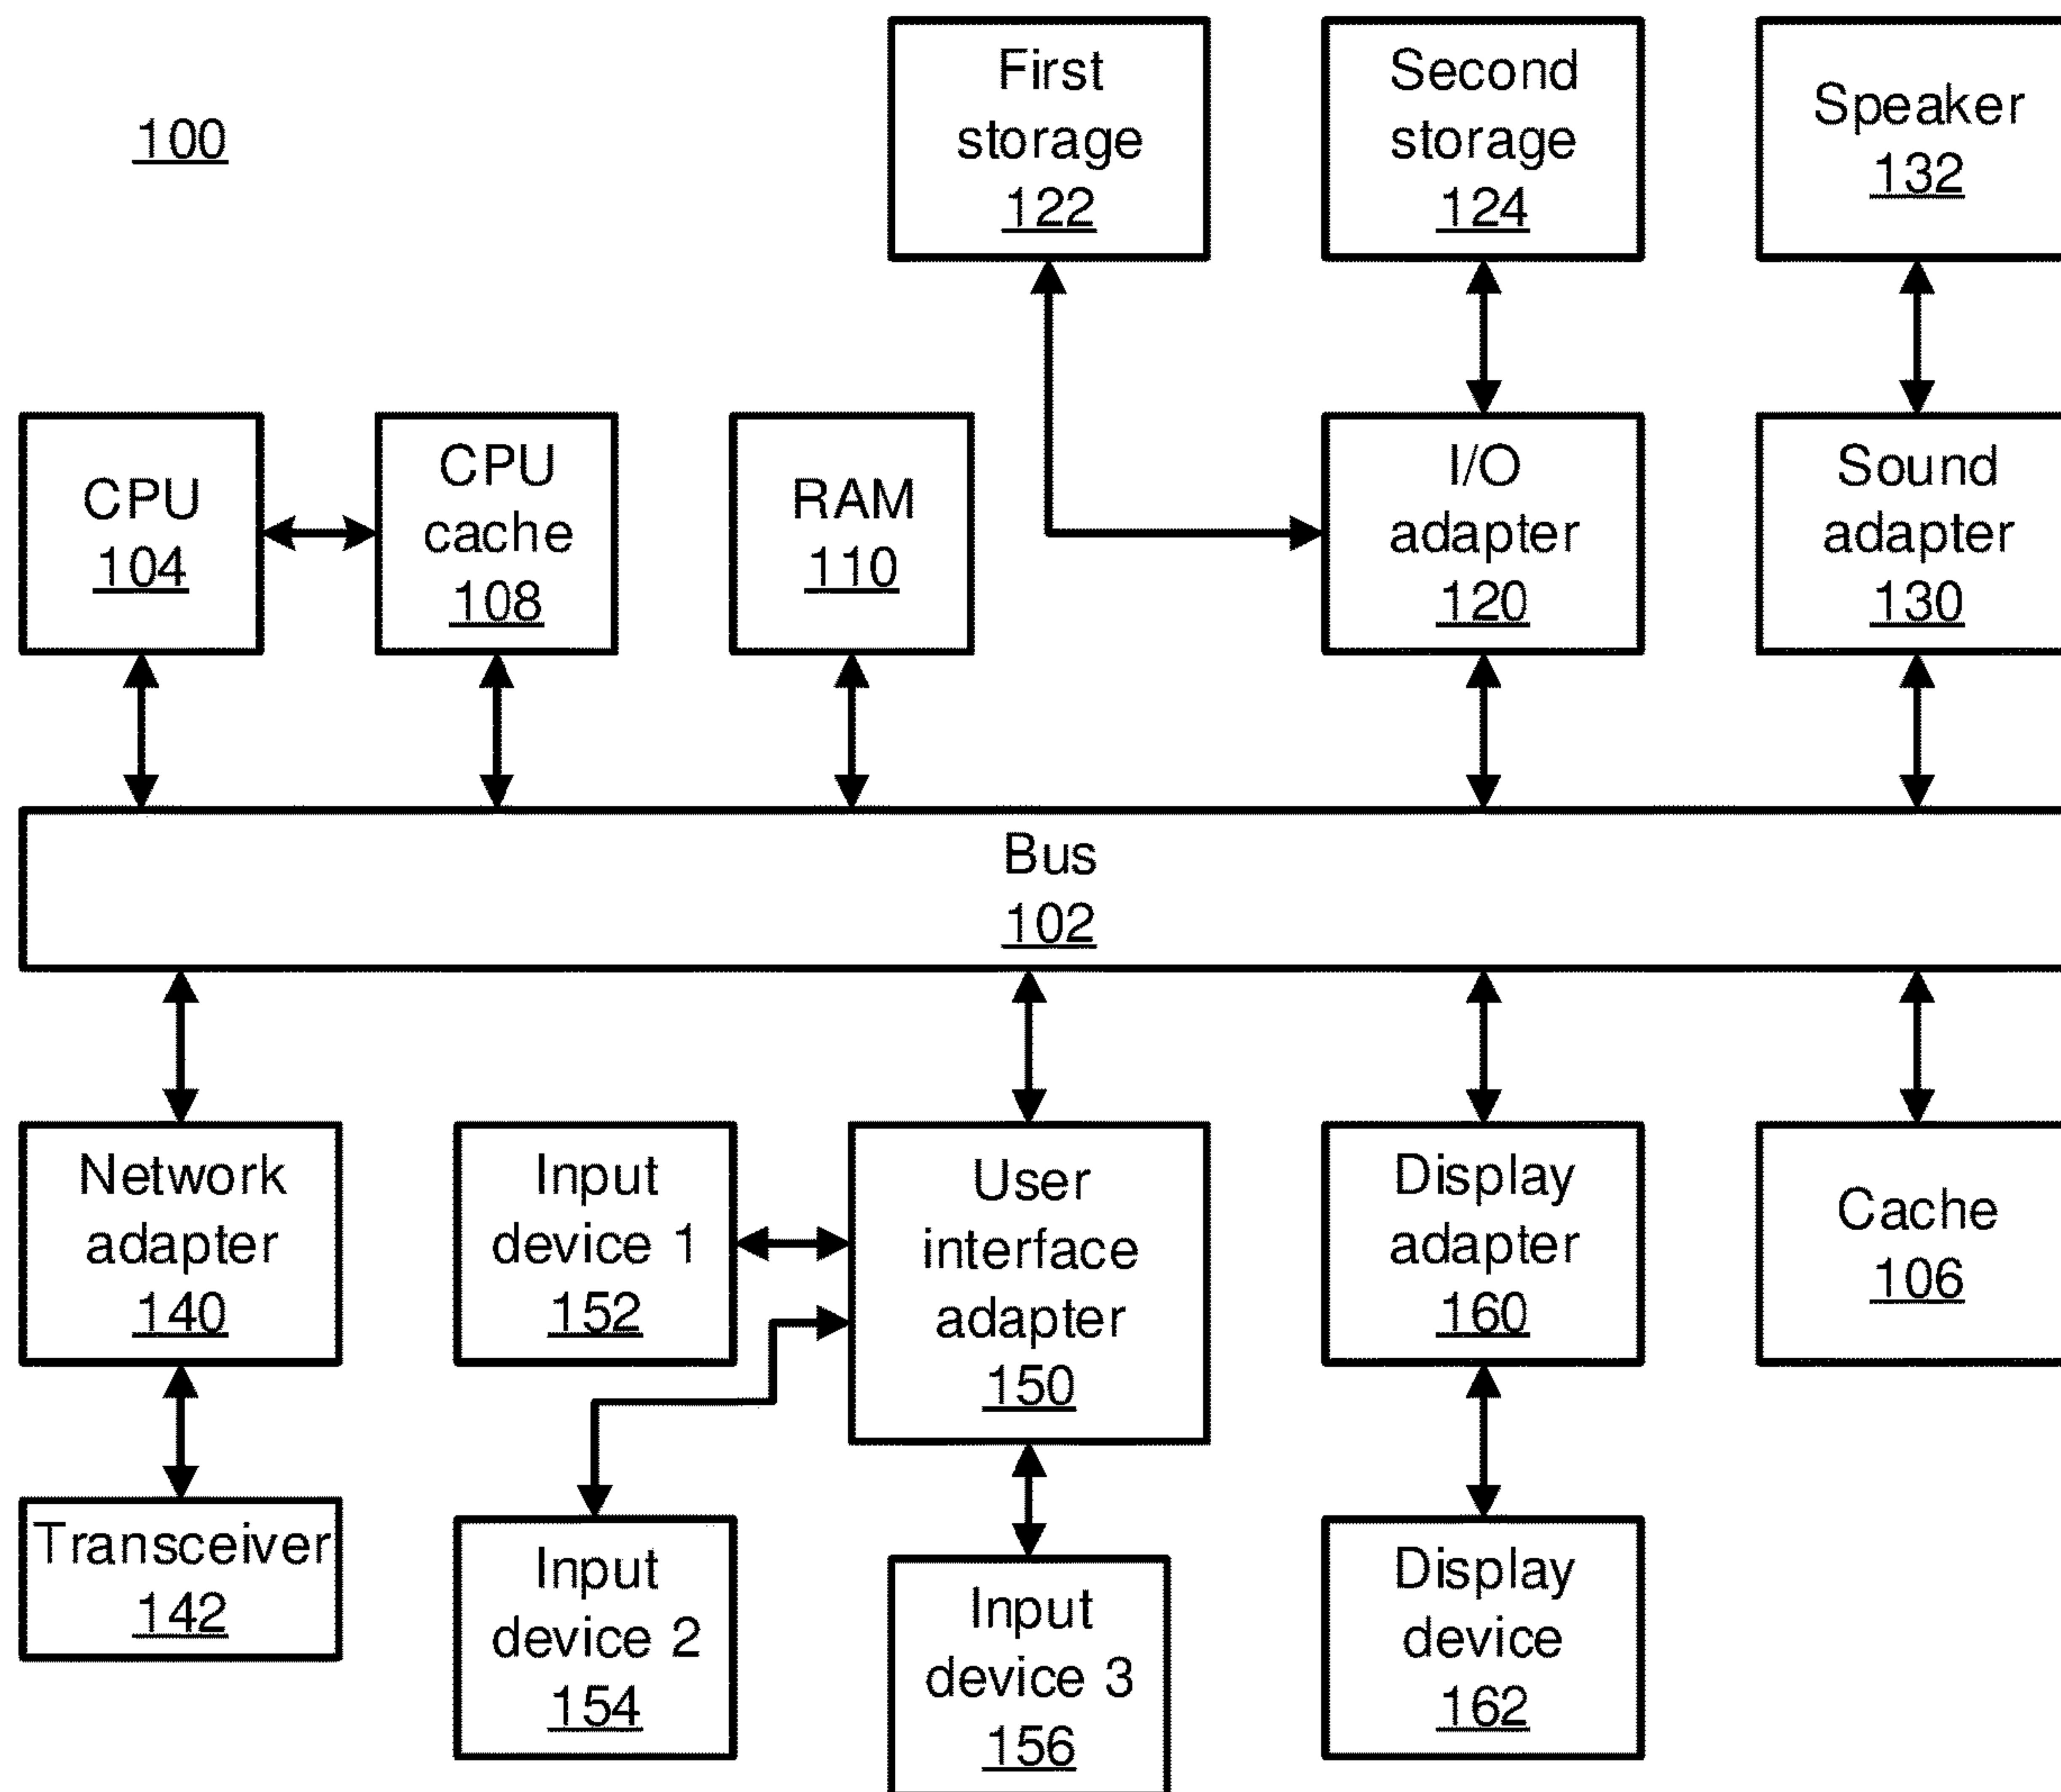 100
First
storage
122
Second
storage
124
Speaker
132
CPU
104
CPU
cache
108
RAM
110
I/O
adapter
120
Sound
adapter
130
Bus
102
Network
adapter
140
Input
device 1
152
User
interface
adapter
150
Display
adapter
160
Cache
106
Transceiver
142
Input
device 2
154
Input
device 3
156
Display
device
162